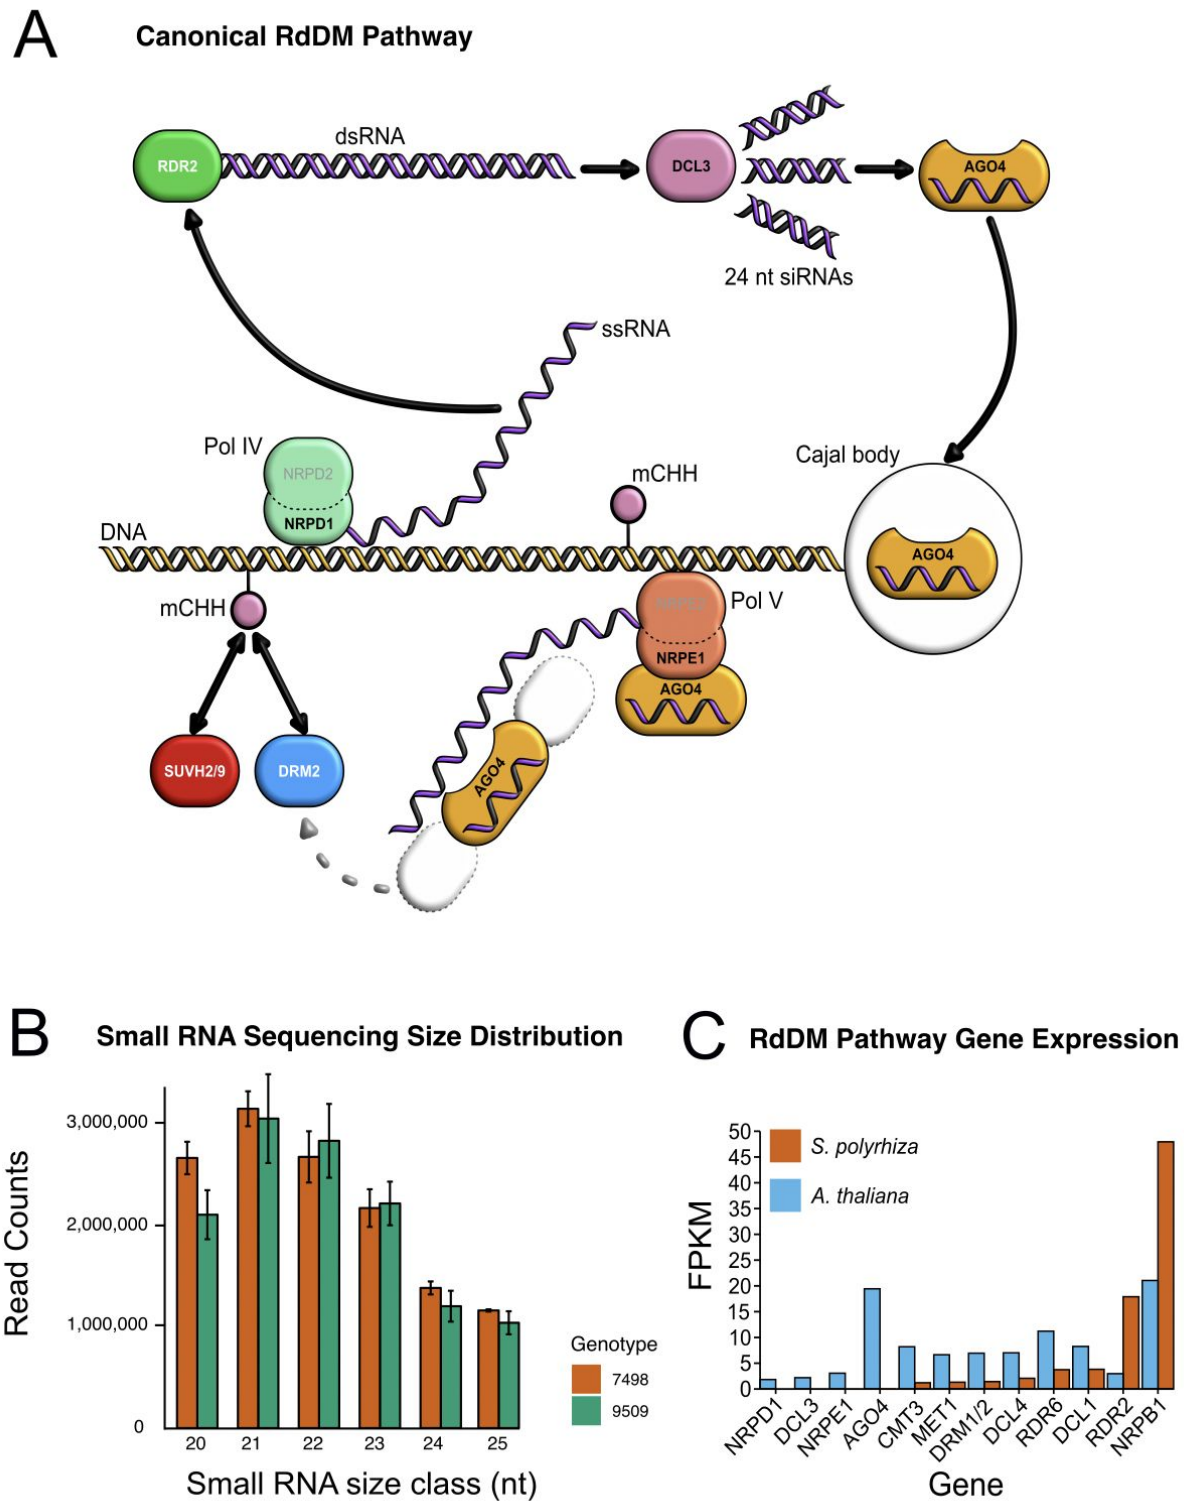 A
Canonical RdDM Pathway
RDR2
dsRNA
DCL3
AGO4
24 nt siRNAs
ssRNA
Pol IV
NRPD2
NRPD1
DNA
mCHH
Cajal body
AGO4
mCHH
Pol V
NRPE1
AGO4
AGO4
SUVH2/9
DRM2
B
Small RNA Sequencing Size Distribution
Read Counts
3,000,000
2,000,000
1,000,000
0
20 21 22 23 24 25
Small RNA size class (nt)
Genotype
7498
9509
C
RdDM Pathway Gene Expression
FPKM
50
45
40
35
30
25
20
15
10
5
0
S. polyrhiza
A. thaliana
NRPD1
DCL3
NRPE1
AGO4
CMT3
MET1
DRM1/2
DCL4
RDR6
DCL1
RDR2
NRPB1
Gene